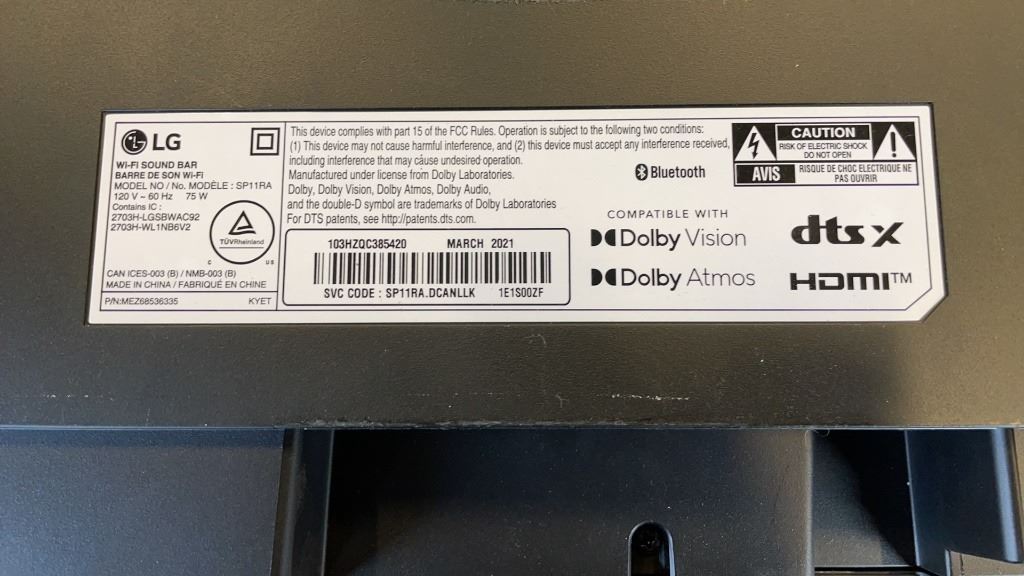 LG
WI-FI SOUND BAR
BARRE DE SON Wi-Fi
MODEL NO / No. MODÈLE : SP11RA
120 V ~ 60 Hz 75 W
Contains IC :
2703H-LGSBWAC92
2703H-WL1NB6V2
TÜVRheinland
C US
CAN ICES-003 (B) / NMB-003 (B)
MADE IN CHINA / FABRIQUÉ EN CHINE
P/N:MEZ68536335 KYET
This device complies with part 15 of the FCC Rules. Operation is subject to the following two conditions:
(1) This device may not cause harmful interference, and (2) this device must accept any interference received,
including interference that may cause undesired operation.
Manufactured under license from Dolby Laboratories.
Dolby, Dolby Vision, Dolby Atmos, Dolby Audio,
and the double-D symbol are trademarks of Dolby Laboratories
For DTS patents, see http://patents.dts.com.
103HZQC385420 MARCH 2021
SVC CODE : SP11RA.DCANLLK 1E1S00ZF
Bluetooth
COMPATIBLE WITH
Dolby Vision
Dolby Atmos
CAUTION
RISK OF ELECTRIC SHOCK
DO NOT OPEN
AVIS
RISQUE DE CHOC ELECTRIQUE NE
PAS OUVRIR
dts X
HDMI™